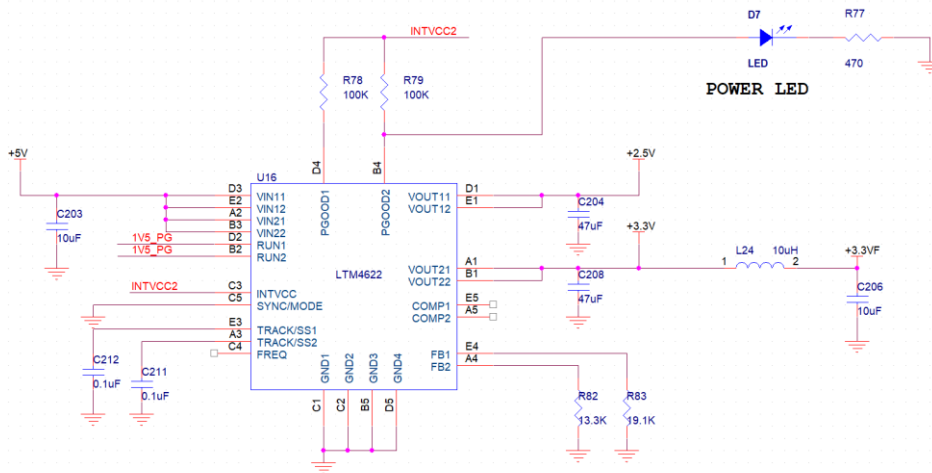 INTVCC2
D7
R77
LED
470
POWER LED
R78
100K
R79
100K
D4
B4
+5V
U16
+2.5V
D3
VIN11
PGOOD1
PGOOD2
VOUT11
D1
E2
VIN12
VOUT12
E1
C204
A2
VIN21
C203
B3
VIN22
47uF
10uF
1V5_PG
D2
RUN1
+3.3V
1V5_PG
B2
RUN2
LTM4622
VOUT21
A1
L24
10uH
+3.3VF
VOUT22
B1
1
2
C208
INTVCC2
C3
INTVCC
47uF
C206
C5
SYNC/MODE
COMP1
E5
10uF
COMP2
A5
E3
TRACK/SS1
A3
TRACK/SS2
C4
FREQ
FB1
E4
C212
GND1
GND2
GND3
GND4
FB2
A4
0.1uF
C211
0.1uF
C1
C2
B5
D5
R82
R83
13.3K
19.1K